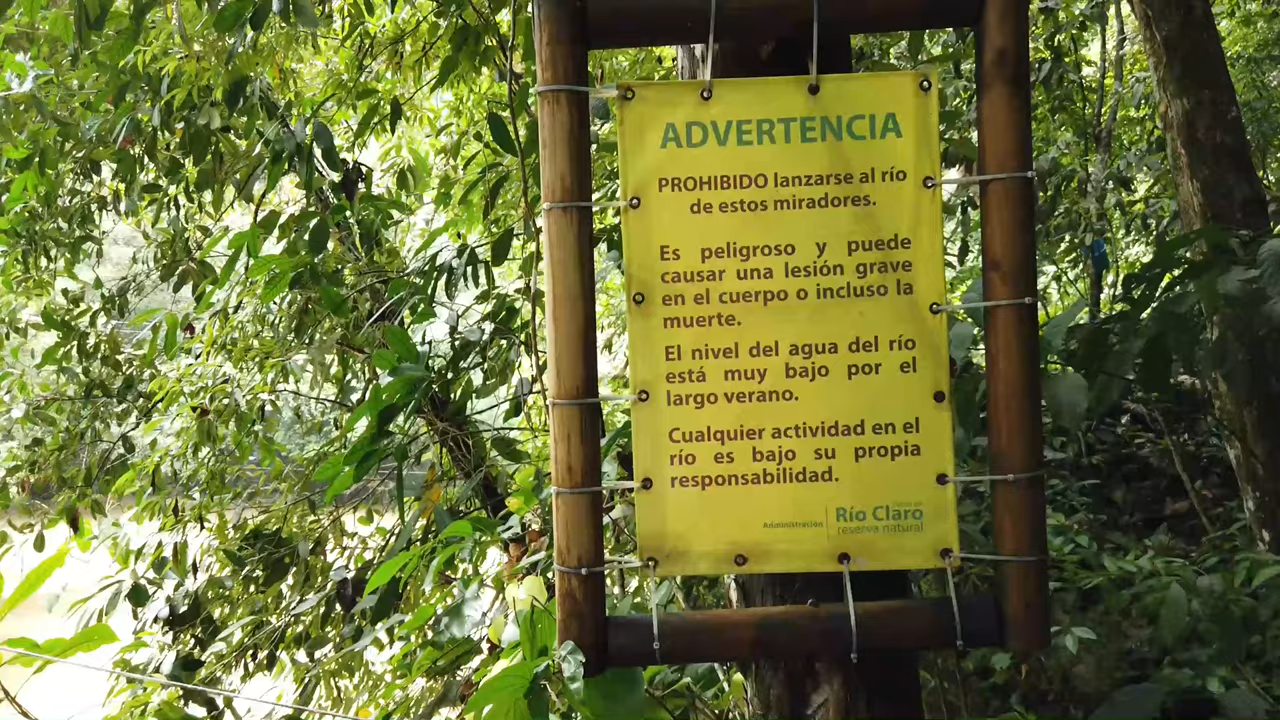 ADVERTENCIA
PROHIBIDO lanzarse al río
de estos miradores.
Es peligroso y puede
causar una lesión grave
en el cuerpo o incluso la
muerte.
El nivel del agua del río
está muy bajo por el
largo verano.
Cualquier actividad en el
río es bajo su propia
responsabilidad.
Administración
Río Claro
reserva natural